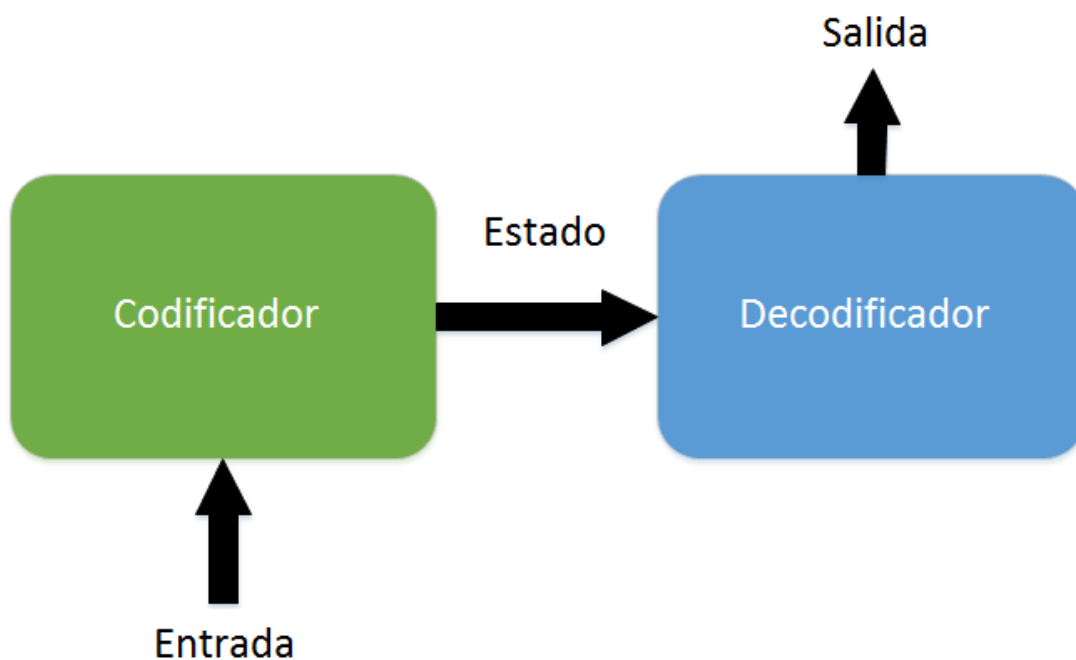 Salida
Estado
Codificador
Decodificador
Entrada